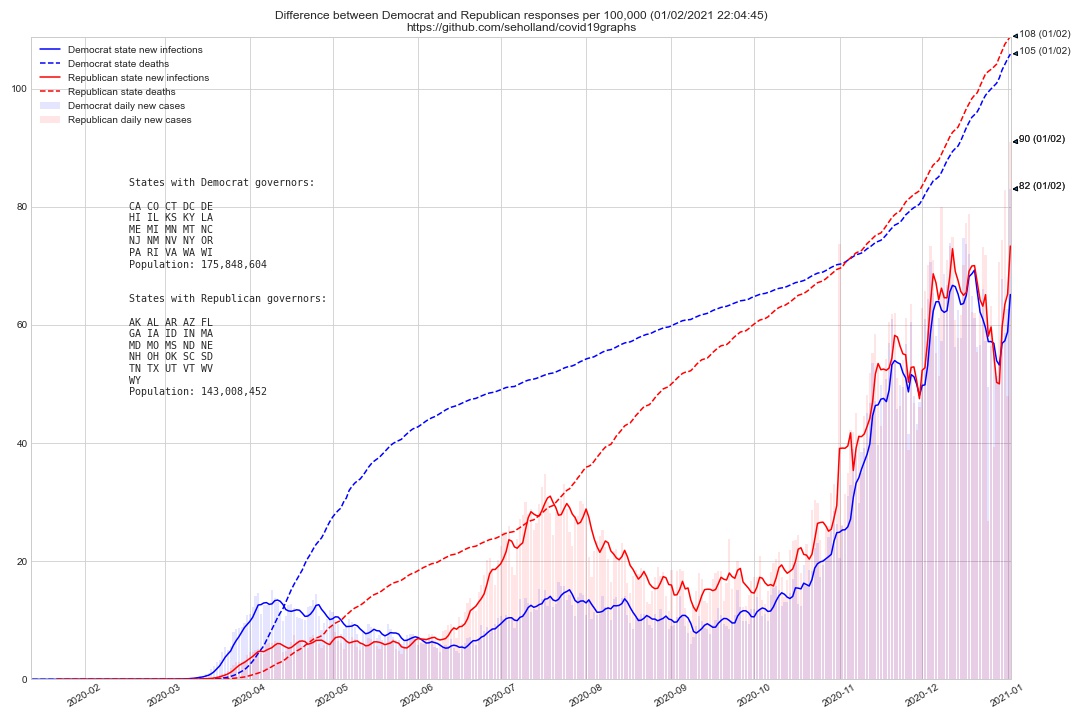 Difference between Democrat and Republican responses per 100,000 (01/02/2021 22:04:45)
https://github.com/seholland/covid19graphs
Democrat state new infections
Democrat state deaths
Republican state new infections
Republican state deaths
Democrat daily new cases
Republican daily new cases
States with Democrat governors:
CA CO CT DC DE
HI IL KS KY LA
ME MI MN MT NC
NJ NM NV NY OR
PA RI VA WA WI
Population: 175,848,604
States with Republican governors:
AK AL AR AZ FL
GA IA ID IN MA
MD MO MS ND NE
NH OH OK SC SD
TN TX UT VT WV
WY
Population: 143,008,452
108 (01/02)
105 (01/02)
90 (01/02)
82 (01/02)
100
80
60
40
20
0
2020-02
2020-03
2020-04
2020-05
2020-06
2020-07
2020-08
2020-09
2020-10
2020-11
2020-12
2021-01